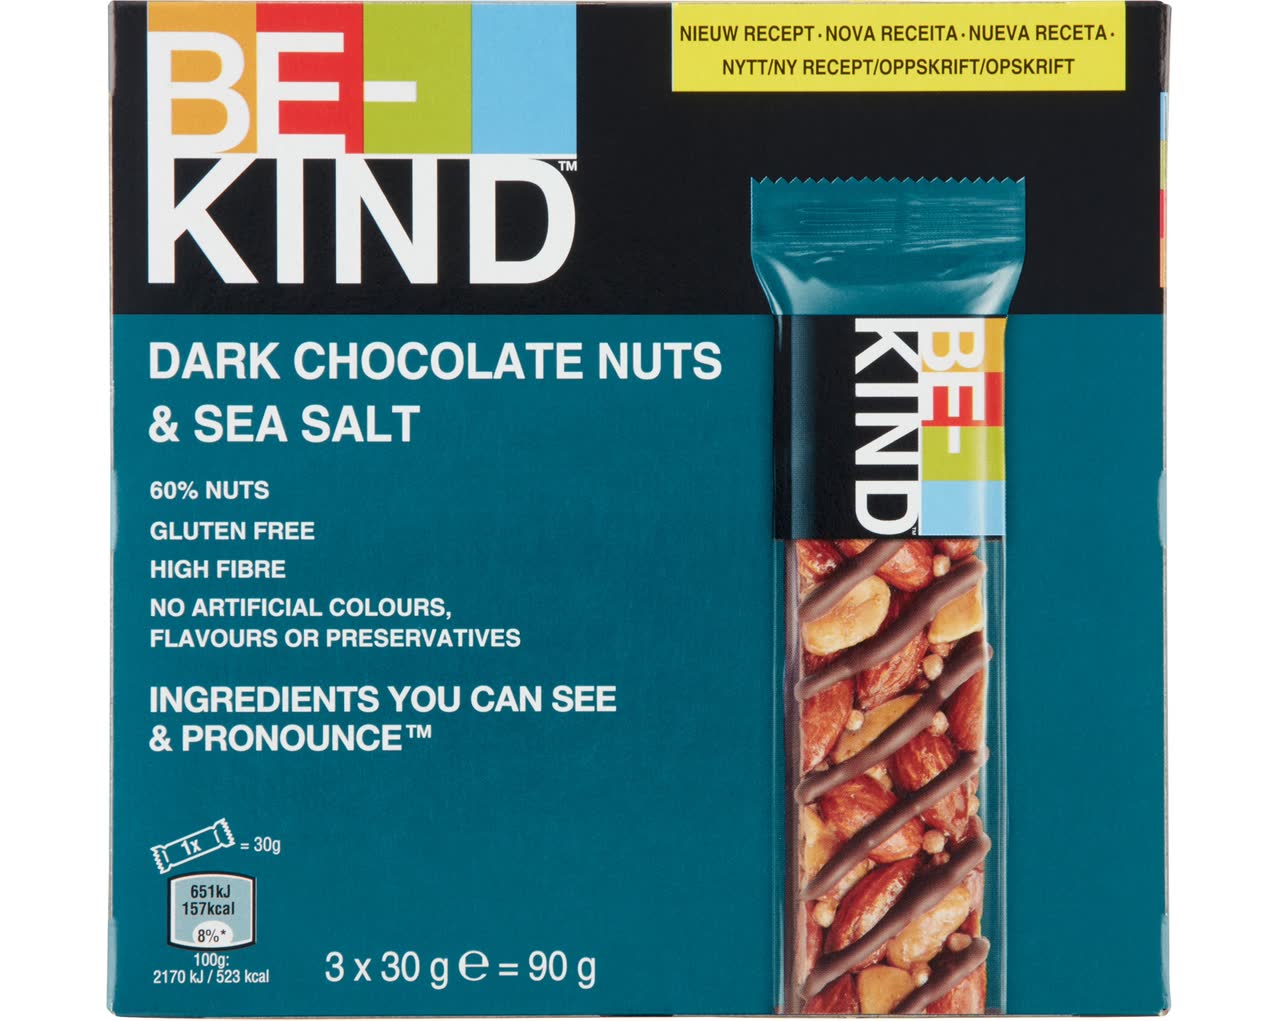 BE-
KIND™
NIEUW RECEPT · NOVA RECEITA · NUEVA RECETA ·
NYTT/NY RECEPT/OPPSKRIFT/OPSKRIFT
DARK CHOCOLATE NUTS
& SEA SALT
60% NUTS
GLUTEN FREE
HIGH FIBRE
NO ARTIFICIAL COLOURS,
FLAVOURS OR PRESERVATIVES
INGREDIENTS YOU CAN SEE
& PRONOUNCE™
1x = 30g
651kJ
157kcal
8%*
100g:
2170 kJ / 523 kcal
3 x 30 g ℮ = 90 g
BE-
KIND™